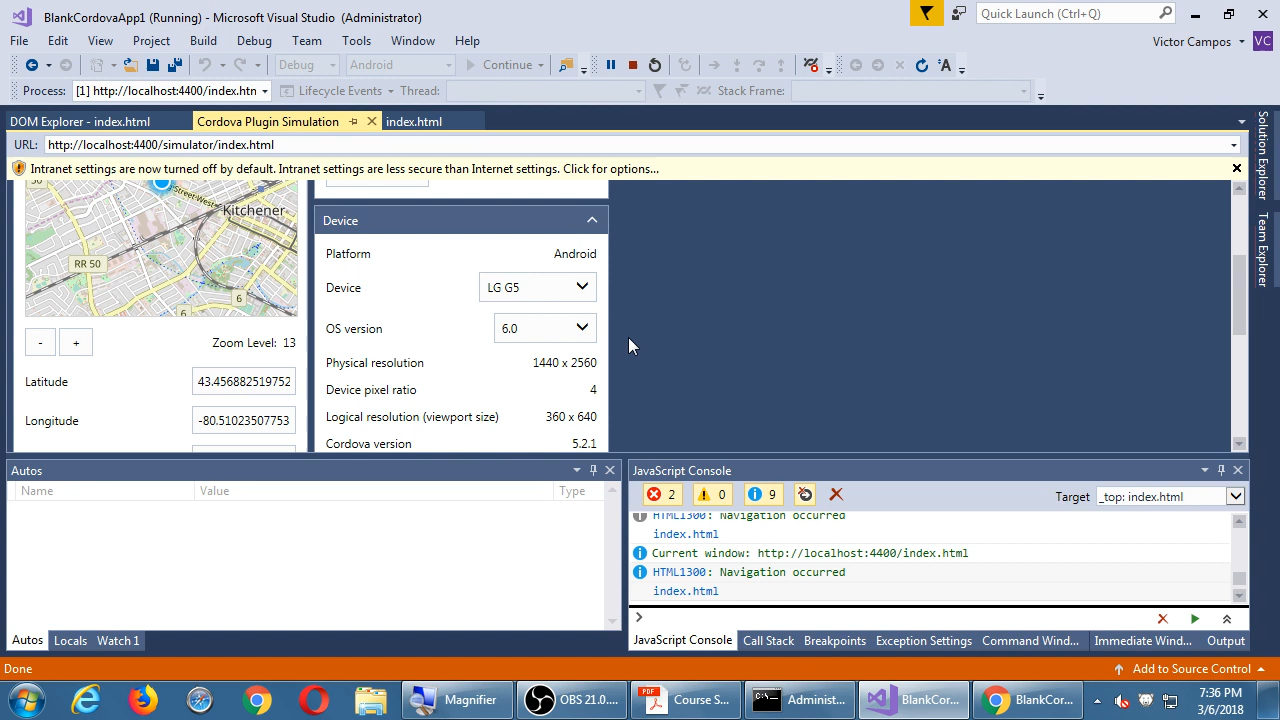 BlankCordovaApp1 (Running) - Microsoft Visual Studio (Administrator)
Quick Launch (Ctrl+Q)
File Edit View Project Build Debug Team Tools Window Help
Victor Campos VC
Debug Android Continue
Process: [1] http://localhost:4400/index.htn Lifecycle Events Thread: Stack Frame:
DOM Explorer - index.html Cordova Plugin Simulation index.html
URL: http://localhost:4400/simulator/index.html
Intranet settings are now turned off by default. Intranet settings are less secure than Internet settings. Click for options...
Solution Explorer
Team Explorer
Street West
Kitchener
RR 50
6
6
- + Zoom Level: 13
Latitude 43.456882519752
Longitude -80.51023507753
Device
Platform Android
Device LG G5
OS version 6.0
Physical resolution 1440 x 2560
Device pixel ratio 4
Logical resolution (viewport size) 360 x 640
Cordova version 5.2.1
Autos
Name Value Type
Autos Locals Watch 1
JavaScript Console
2 0 9 Target _top: index.html
HTML1300: Navigation occurred
index.html
Current window: http://localhost:4400/index.html
HTML1300: Navigation occurred
index.html
JavaScript Console Call Stack Breakpoints Exception Settings Command Wind... Immediate Wind... Output
Done Add to Source Control
Magnifier OBS 21.0.... PDF Course S... Administ... BlankCor... BlankCor...
7:36 PM
3/6/2018